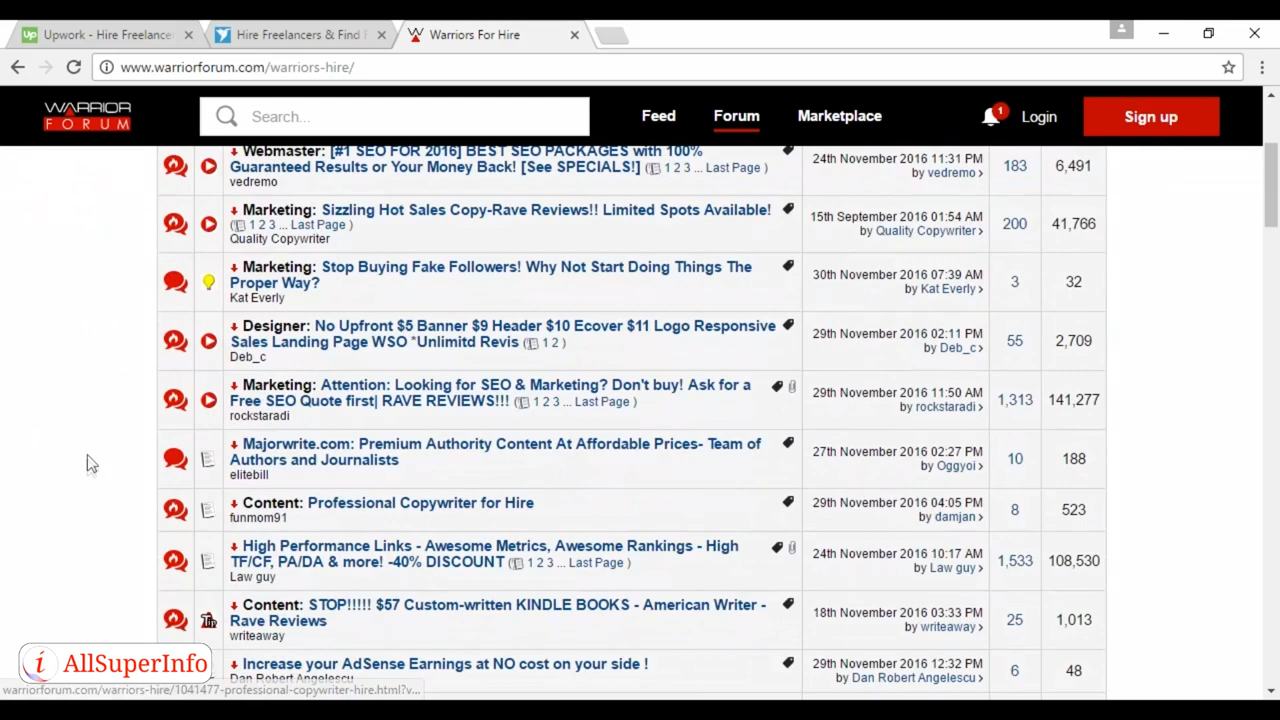 Upwork - Hire Freelance
Hire Freelancers & Find
Warriors For Hire
www.warriorforum.com/warriors-hire/
WARRIOR
FORUM
Search...
Feed
Forum
Marketplace
1
Login
Sign up
Webmaster: [#1 SEO FOR 2016] BEST SEO PACKAGES with 100%
Guaranteed Results or Your Money Back! [See SPECIALS!] ( 1 2 3 ... Last Page )
vedremo
24th November 2016 11:31 PM
by vedremo
183
6,491
Marketing: Sizzling Hot Sales Copy-Rave Reviews!! Limited Spots Available!
( 1 2 3 ... Last Page )
Quality Copywriter
15th September 2016 01:54 AM
by Quality Copywriter
200
41,766
Marketing: Stop Buying Fake Followers! Why Not Start Doing Things The
Proper Way?
Kat Everly
30th November 2016 07:39 AM
by Kat Everly
3
32
Designer: No Upfront $5 Banner $9 Header $10 Ecover $11 Logo Responsive
Sales Landing Page WSO *Unlimitd Revis ( 1 2 )
Deb_c
29th November 2016 02:11 PM
by Deb_c
55
2,709
Marketing: Attention: Looking for SEO & Marketing? Don't buy! Ask for a
Free SEO Quote first| RAVE REVIEWS!!! ( 1 2 3 ... Last Page )
rockstaradi
29th November 2016 11:50 AM
by rockstaradi
1,313
141,277
Majorwrite.com: Premium Authority Content At Affordable Prices- Team of
Authors and Journalists
elitebill
27th November 2016 02:27 PM
by Oggyoi
10
188
Content: Professional Copywriter for Hire
funmom91
29th November 2016 04:05 PM
by damjan
8
523
High Performance Links - Awesome Metrics, Awesome Rankings - High
TF/CF, PA/DA & more! -40% DISCOUNT ( 1 2 3 ... Last Page )
Law guy
24th November 2016 10:17 AM
by Law guy
1,533
108,530
Content: STOP!!!!! $57 Custom-written KINDLE BOOKS - American Writer -
Rave Reviews
writeaway
18th November 2016 03:33 PM
by writeaway
25
1,013
Increase your AdSense Earnings at NO cost on your side !
Dan Robert Angelescu
29th November 2016 12:32 PM
by Dan Robert Angelescu
6
48
i AllSuperInfo
warriorforum.com/warriors-hire/1041477-professional-copywriter-hire.html?v...